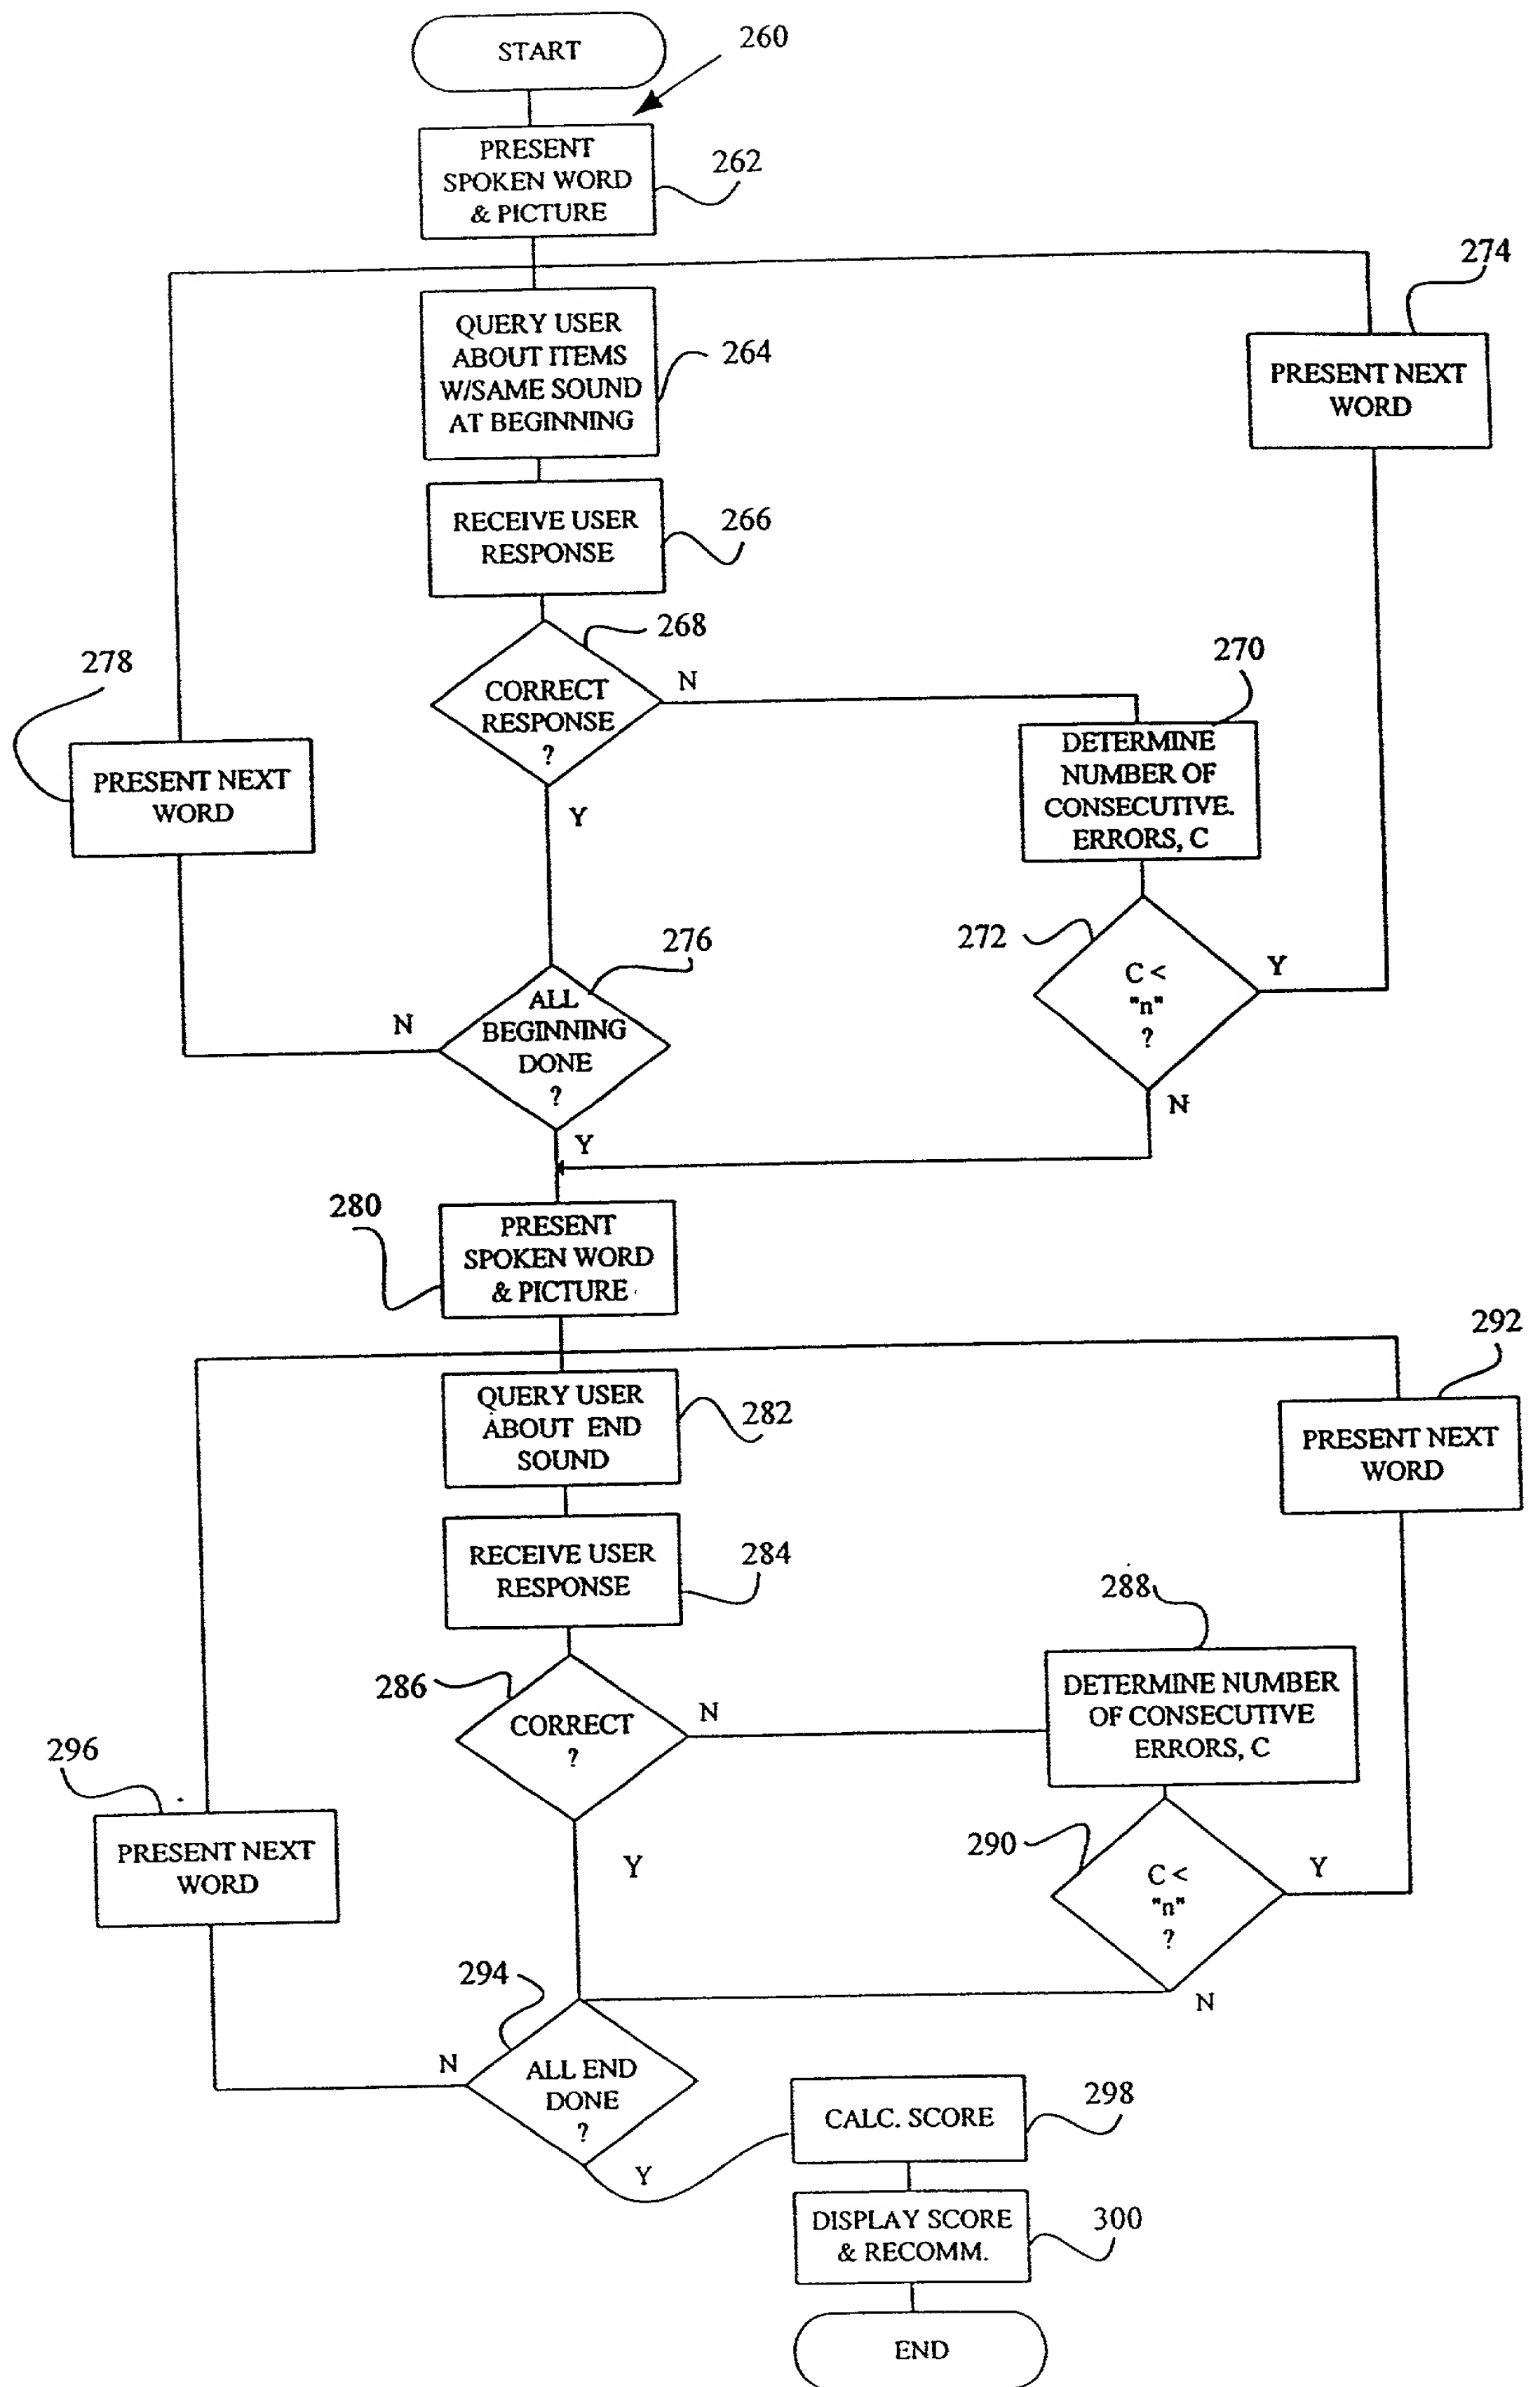 START
260
PRESENT
SPOKEN WORD
& PICTURE
262
274
PRESENT NEXT
WORD
QUERY USER
ABOUT ITEMS
W/SAME SOUND
AT BEGINNING
264
RECEIVE USER
RESPONSE
266
268
CORRECT
RESPONSE
?
N
Y
278
PRESENT NEXT
WORD
270
DETERMINE
NUMBER OF
CONSECUTIVE.
ERRORS, C
272
C <
"n"
?
Y
N
276
ALL
BEGINNING
DONE
?
N
Y
280
PRESENT
SPOKEN WORD
& PICTURE
292
PRESENT NEXT
WORD
QUERY USER
ABOUT END
SOUND
282
RECEIVE USER
RESPONSE
284
286
CORRECT
?
N
Y
288
DETERMINE NUMBER
OF CONSECUTIVE
ERRORS, C
296
PRESENT NEXT
WORD
290
C <
"n"
?
Y
N
294
ALL END
DONE
?
N
Y
CALC. SCORE
298
DISPLAY SCORE
& RECOMM.
300
END